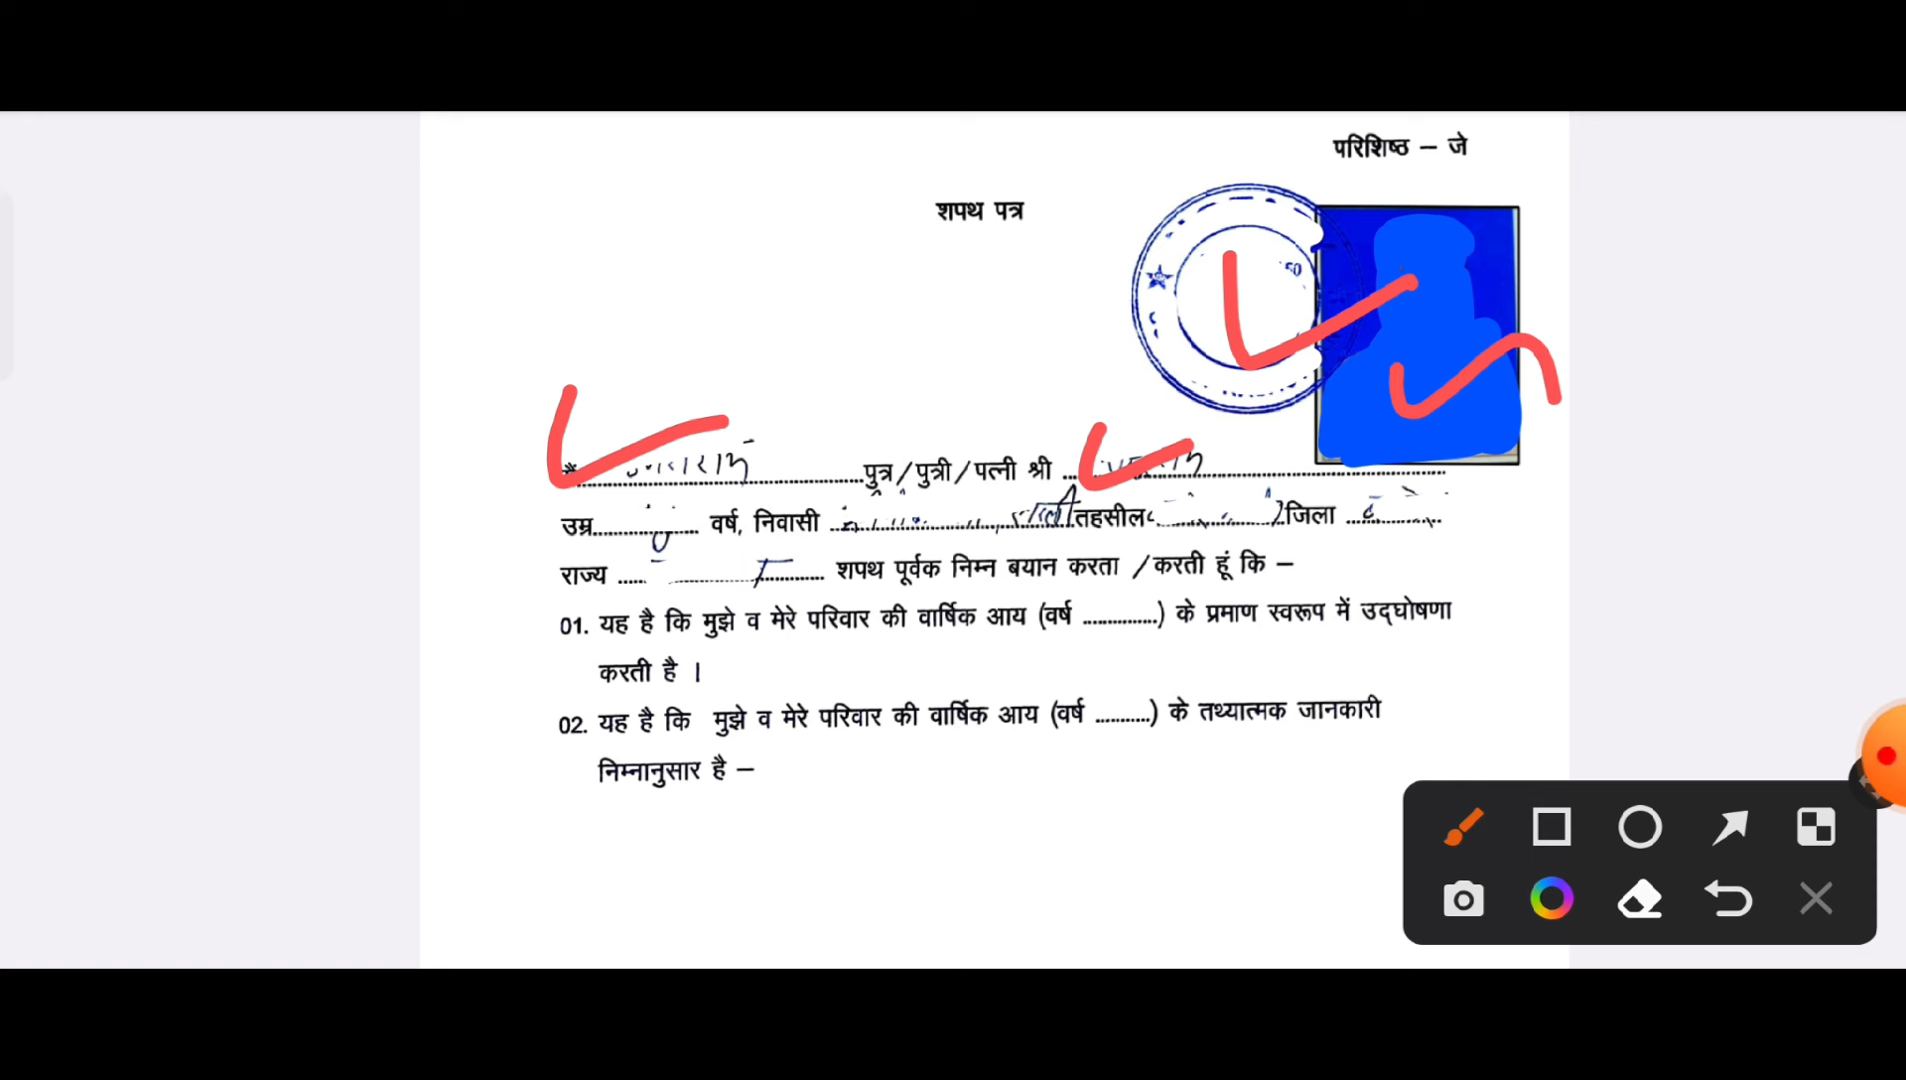 परिशिष्ठ – जे
शपथ पत्र
पुत्र/पुत्री/पत्नी श्री
उम्र वर्ष, निवासी तहसील जिला
राज्य शपथ पूर्वक निम्न बयान करता /करती हूं कि –
01. यह है कि मुझे व मेरे परिवार की वार्षिक आय (वर्ष ...............) के प्रमाण स्वरूप में उद्घोषणा
करती है ।
02. यह है कि मुझे व मेरे परिवार की वार्षिक आय (वर्ष ...........) के तथ्यात्मक जानकारी
निम्नानुसार है –